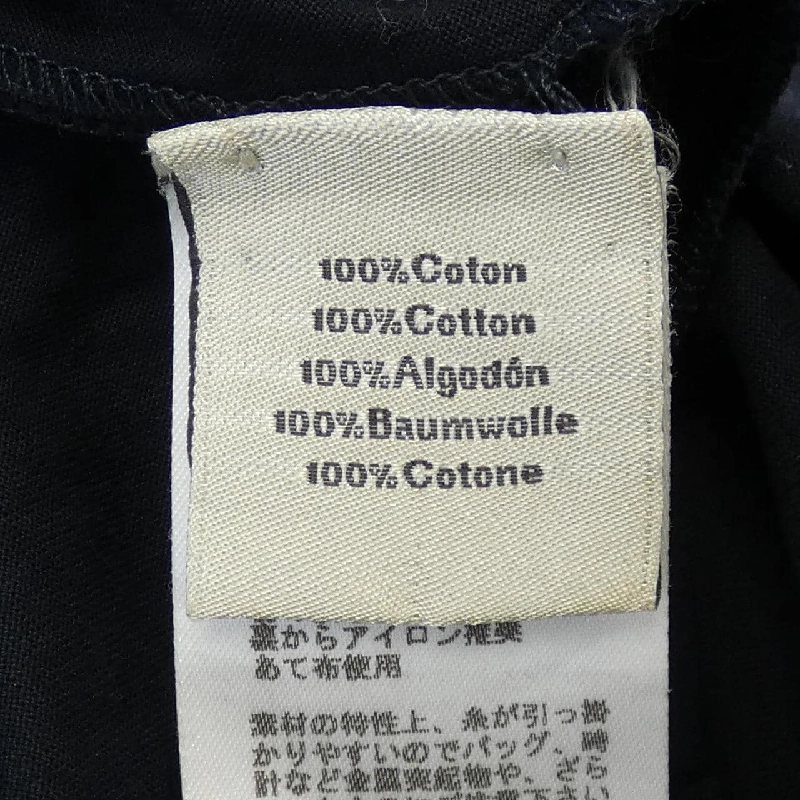 100%Coton
100%Cotton
100%Algodón
100%Baumwolle
100%Cotone
裏からアイロン推奨
あて布使用
素材の特性上、糸が引っ掛
かりやすいのでバッグ、時
計など金属突起物や、ざら